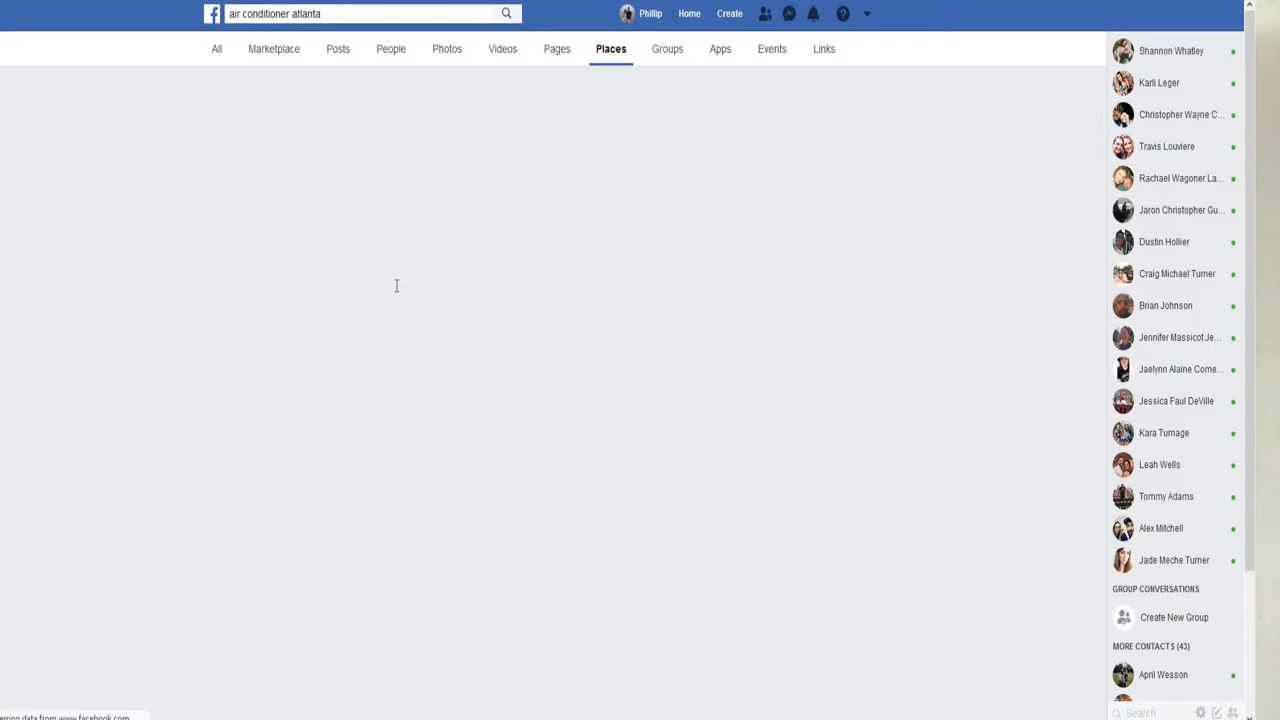 air conditioner atlanta
Phillip Home Create
All Marketplace Posts People Photos Videos Pages Places Groups Apps Events Links
Shannon Whatley
Karli Leger
Christopher Wayne C...
Travis Louviere
Rachael Wagoner La...
Jaron Christopher Gu...
Dustin Hollier
Craig Michael Turner
Brian Johnson
Jennifer Massicot Je...
Jaelynn Alaine Come...
Jessica Faul DeVille
Kara Turnage
Leah Wells
Tommy Adams
Alex Mitchell
Jade Meche Turner
GROUP CONVERSATIONS
Create New Group
MORE CONTACTS (43)
April Wesson
Search
erring data from www.facebook.com